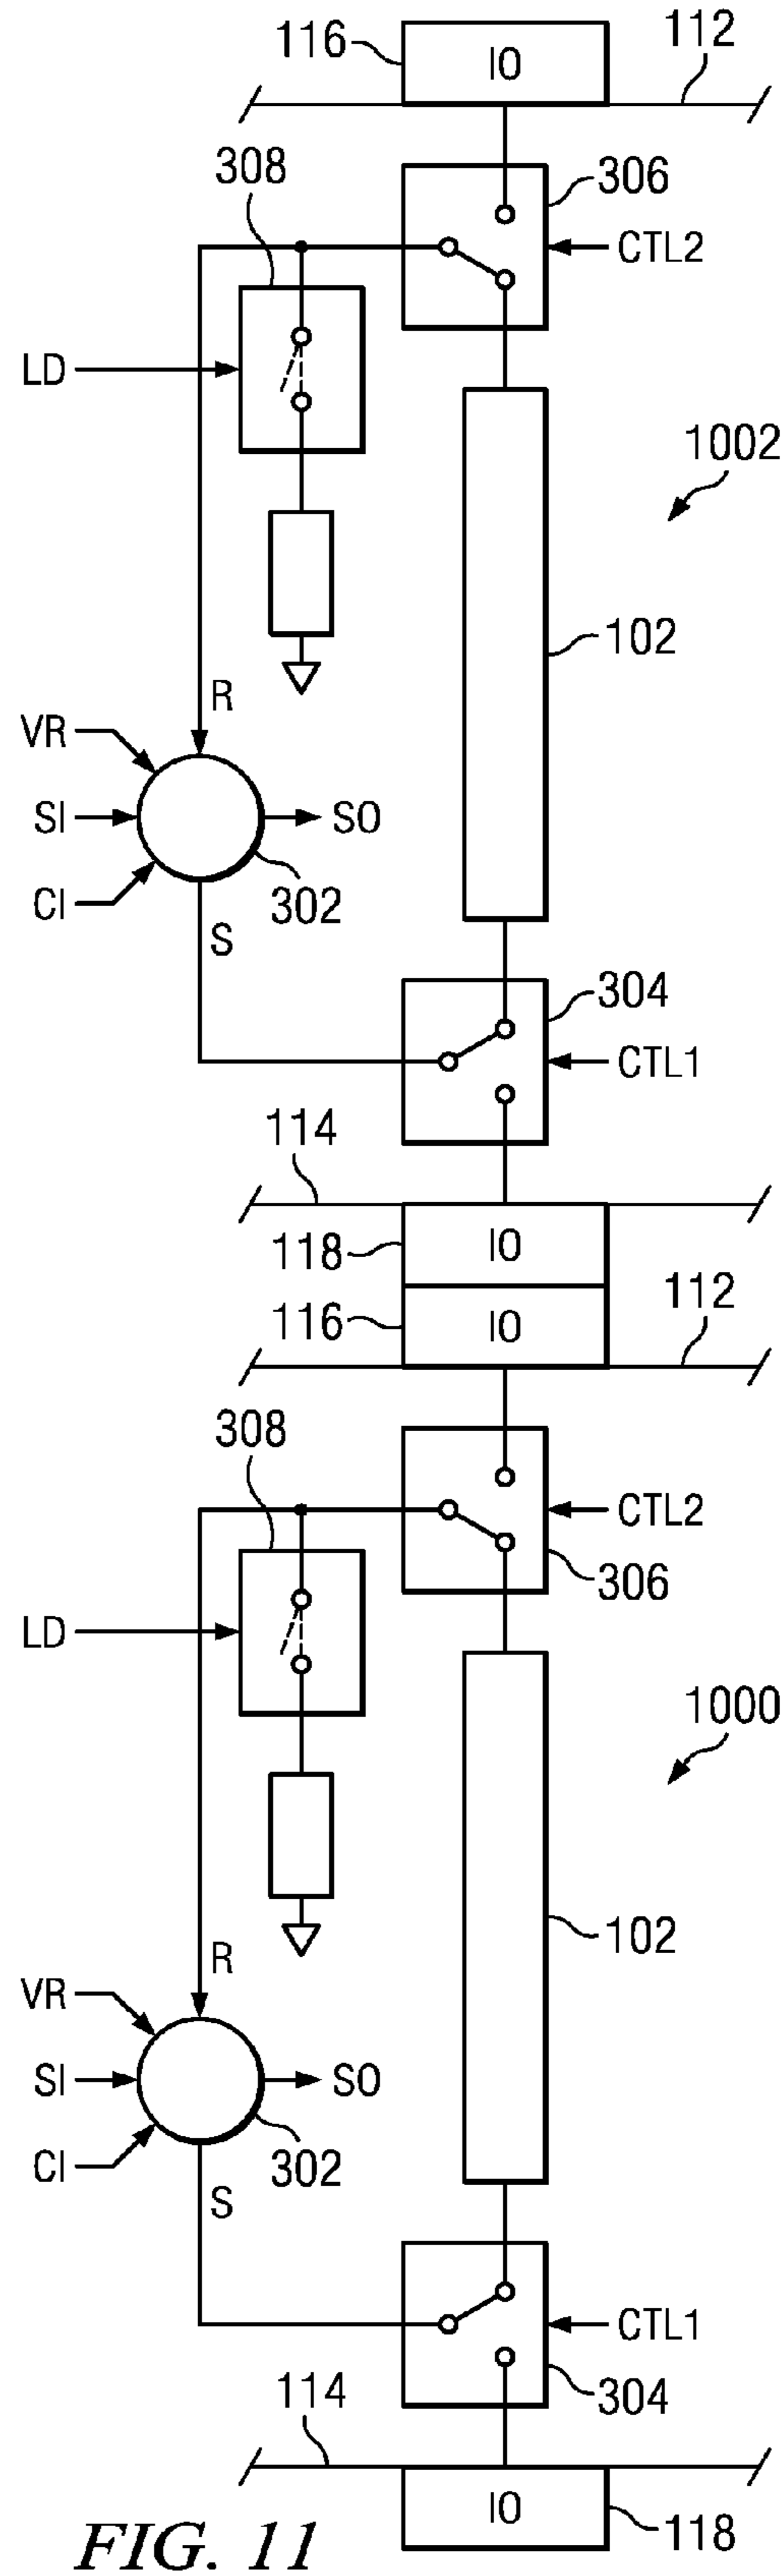 116 IO 112
308 306
CTL2
LD
1002
102
R
VR
SI SO
CI 302
S
304
CTL1
114
118 IO
116 IO 112
308
CTL2
306
LD
1000
102
R
VR
SI SO
CI 302
S
CTL1
304
114
IO 118
FIG. 11